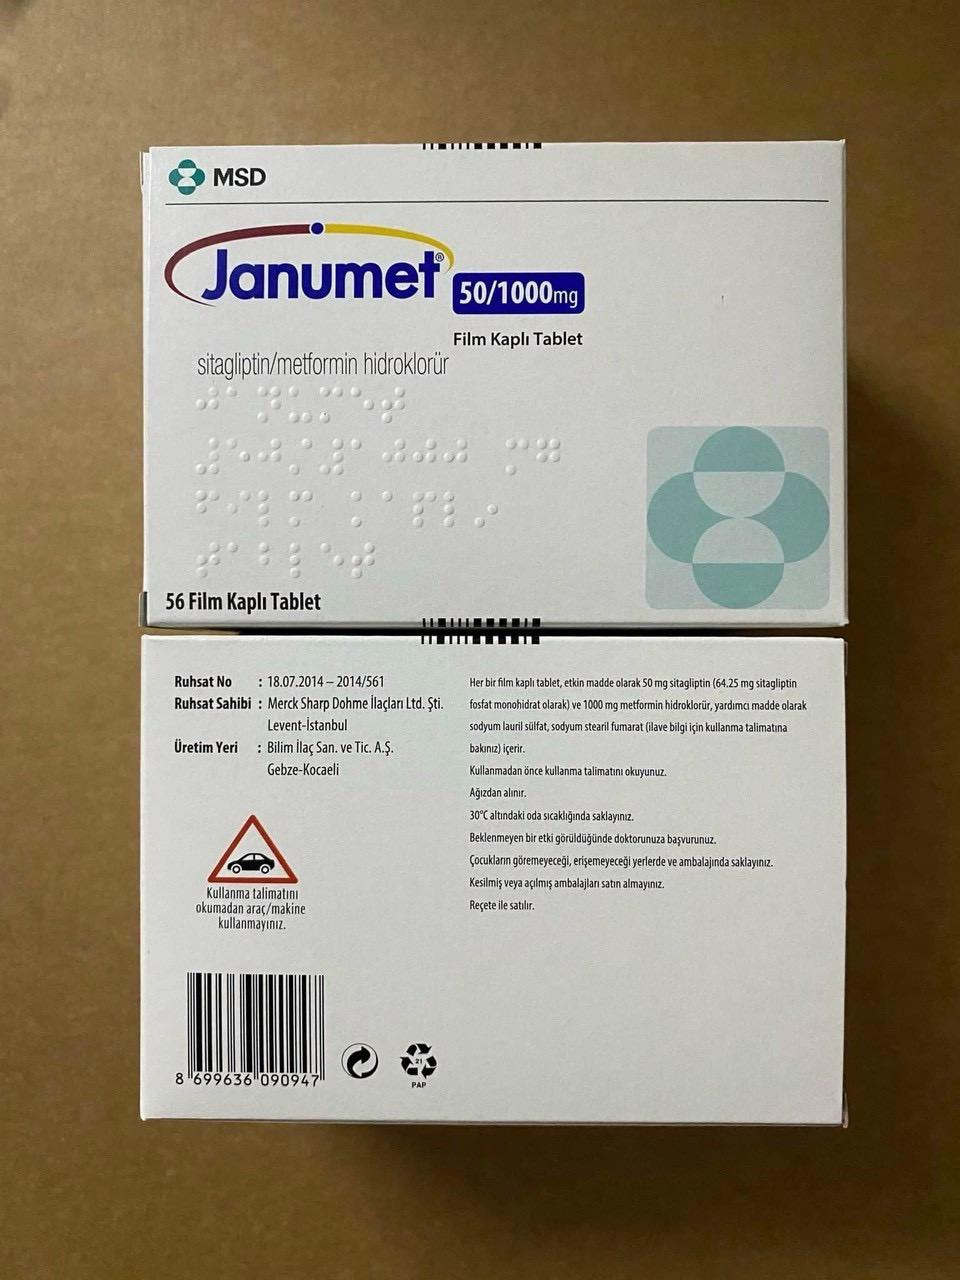 MSD
Janumet®
50/1000mg
Film Kaplı Tablet
sitagliptin/metformin hidroklorür
56 Film Kaplı Tablet
Ruhsat No : 18.07.2014 – 2014/561
Ruhsat Sahibi : Merck Sharp Dohme İlaçları Ltd. Şti.
Levent-İstanbul
Üretim Yeri : Bilim İlaç San. ve Tic. A.Ş.
Gebze-Kocaeli
Kullanma talimatını
okumadan araç/makine
kullanmayınız.
8 699636 090947
21
PAP
Her bir film kaplı tablet, etkin madde olarak 50 mg sitagliptin (64.25 mg sitagliptin
fosfat monohidrat olarak) ve 1000 mg metformin hidroklorür, yardımcı madde olarak
sodyum lauril sülfat, sodyum stearil fumarat (ilave bilgi için kullanma talimatına
bakınız) içerir.
Kullanmadan önce kullanma talimatını okuyunuz.
Ağızdan alınır.
30°C altındaki oda sıcaklığında saklayınız.
Beklenmeyen bir etki görüldüğünde doktorunuza başvurunuz.
Çocukların göremeyeceği, erişemeyeceği yerlerde ve ambalajında saklayınız.
Kesilmiş veya açılmış ambalajları satın almayınız.
Reçete ile satılır.